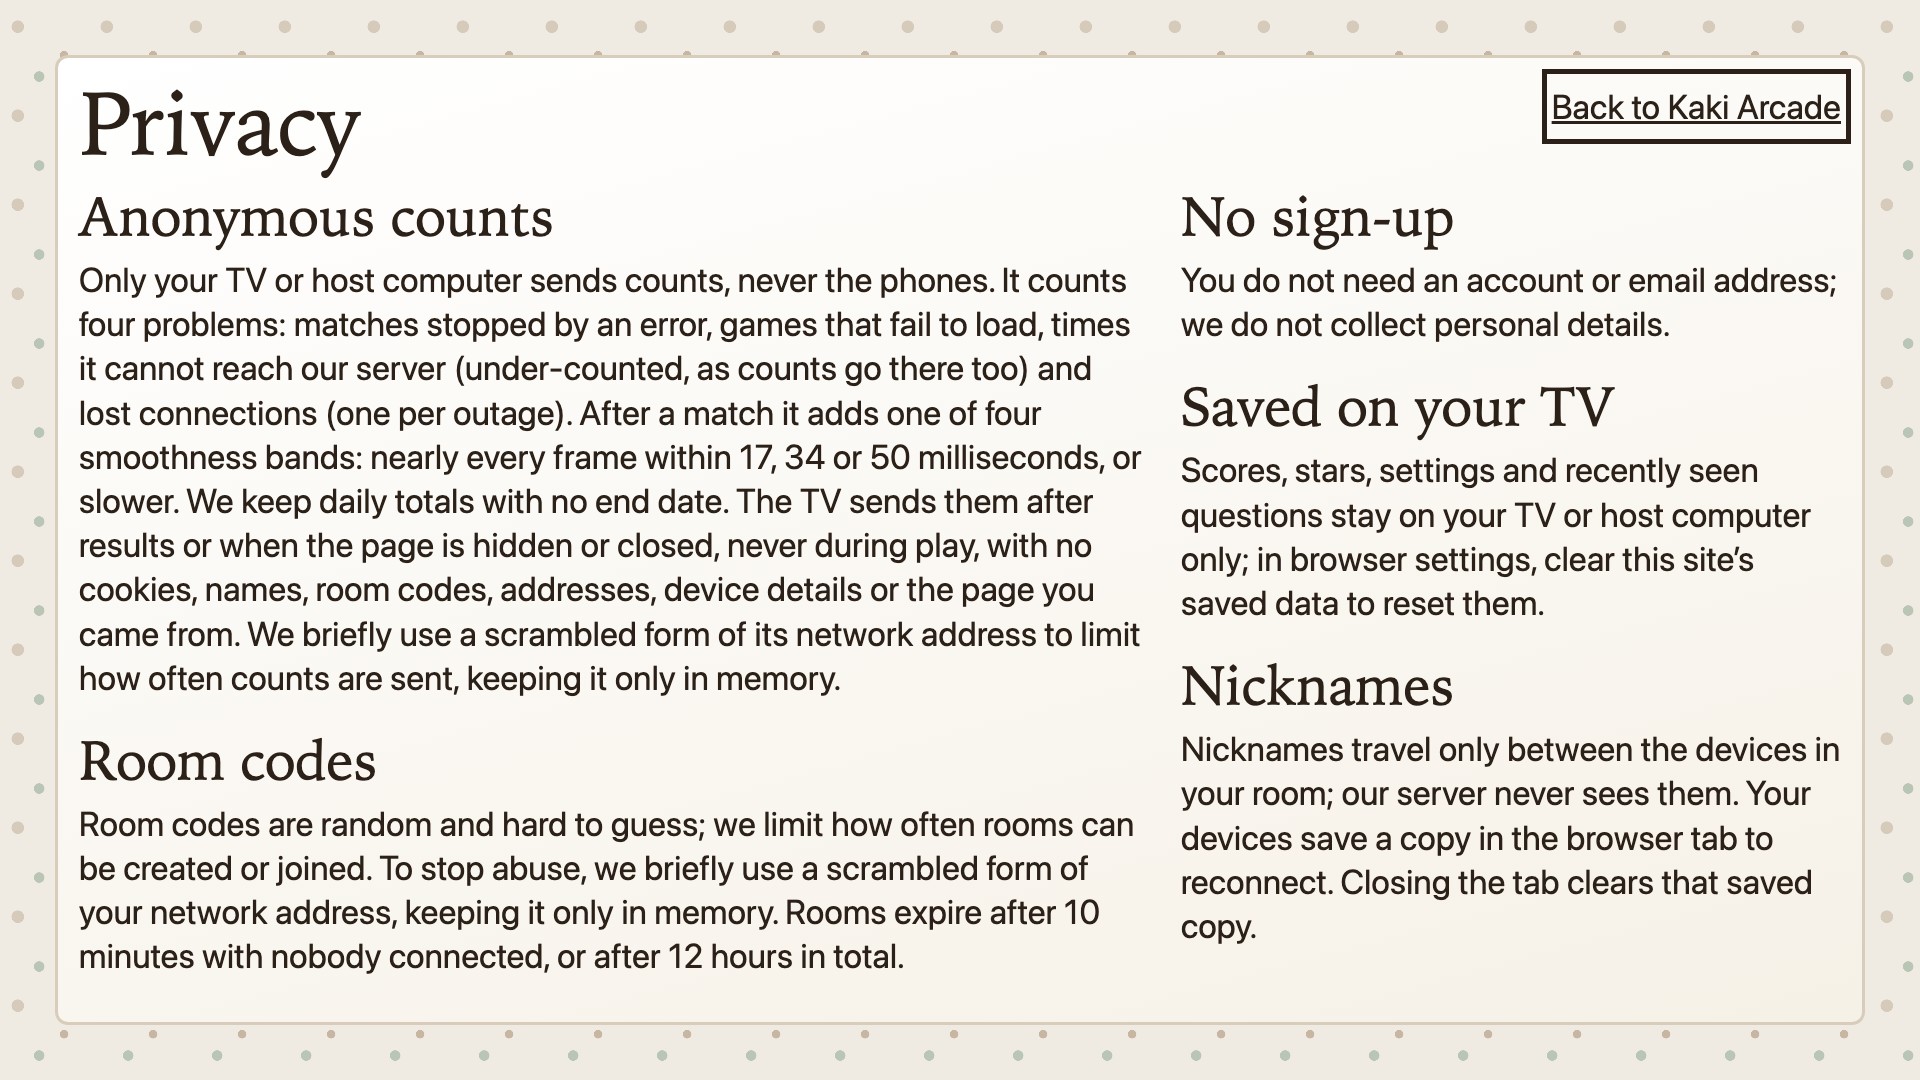 Privacy
Back to Kaki Arcade
Anonymous counts
Only your TV or host computer sends counts, never the phones. It counts
four problems: matches stopped by an error, games that fail to load, times
it cannot reach our server (under-counted, as counts go there too) and
lost connections (one per outage). After a match it adds one of four
smoothness bands: nearly every frame within 17, 34 or 50 milliseconds, or
slower. We keep daily totals with no end date. The TV sends them after
results or when the page is hidden or closed, never during play, with no
cookies, names, room codes, addresses, device details or the page you
came from. We briefly use a scrambled form of its network address to limit
how often counts are sent, keeping it only in memory.
Room codes
Room codes are random and hard to guess; we limit how often rooms can
be created or joined. To stop abuse, we briefly use a scrambled form of
your network address, keeping it only in memory. Rooms expire after 10
minutes with nobody connected, or after 12 hours in total.
No sign-up
You do not need an account or email address;
we do not collect personal details.
Saved on your TV
Scores, stars, settings and recently seen
questions stay on your TV or host computer
only; in browser settings, clear this site’s
saved data to reset them.
Nicknames
Nicknames travel only between the devices in
your room; our server never sees them. Your
devices save a copy in the browser tab to
reconnect. Closing the tab clears that saved
copy.